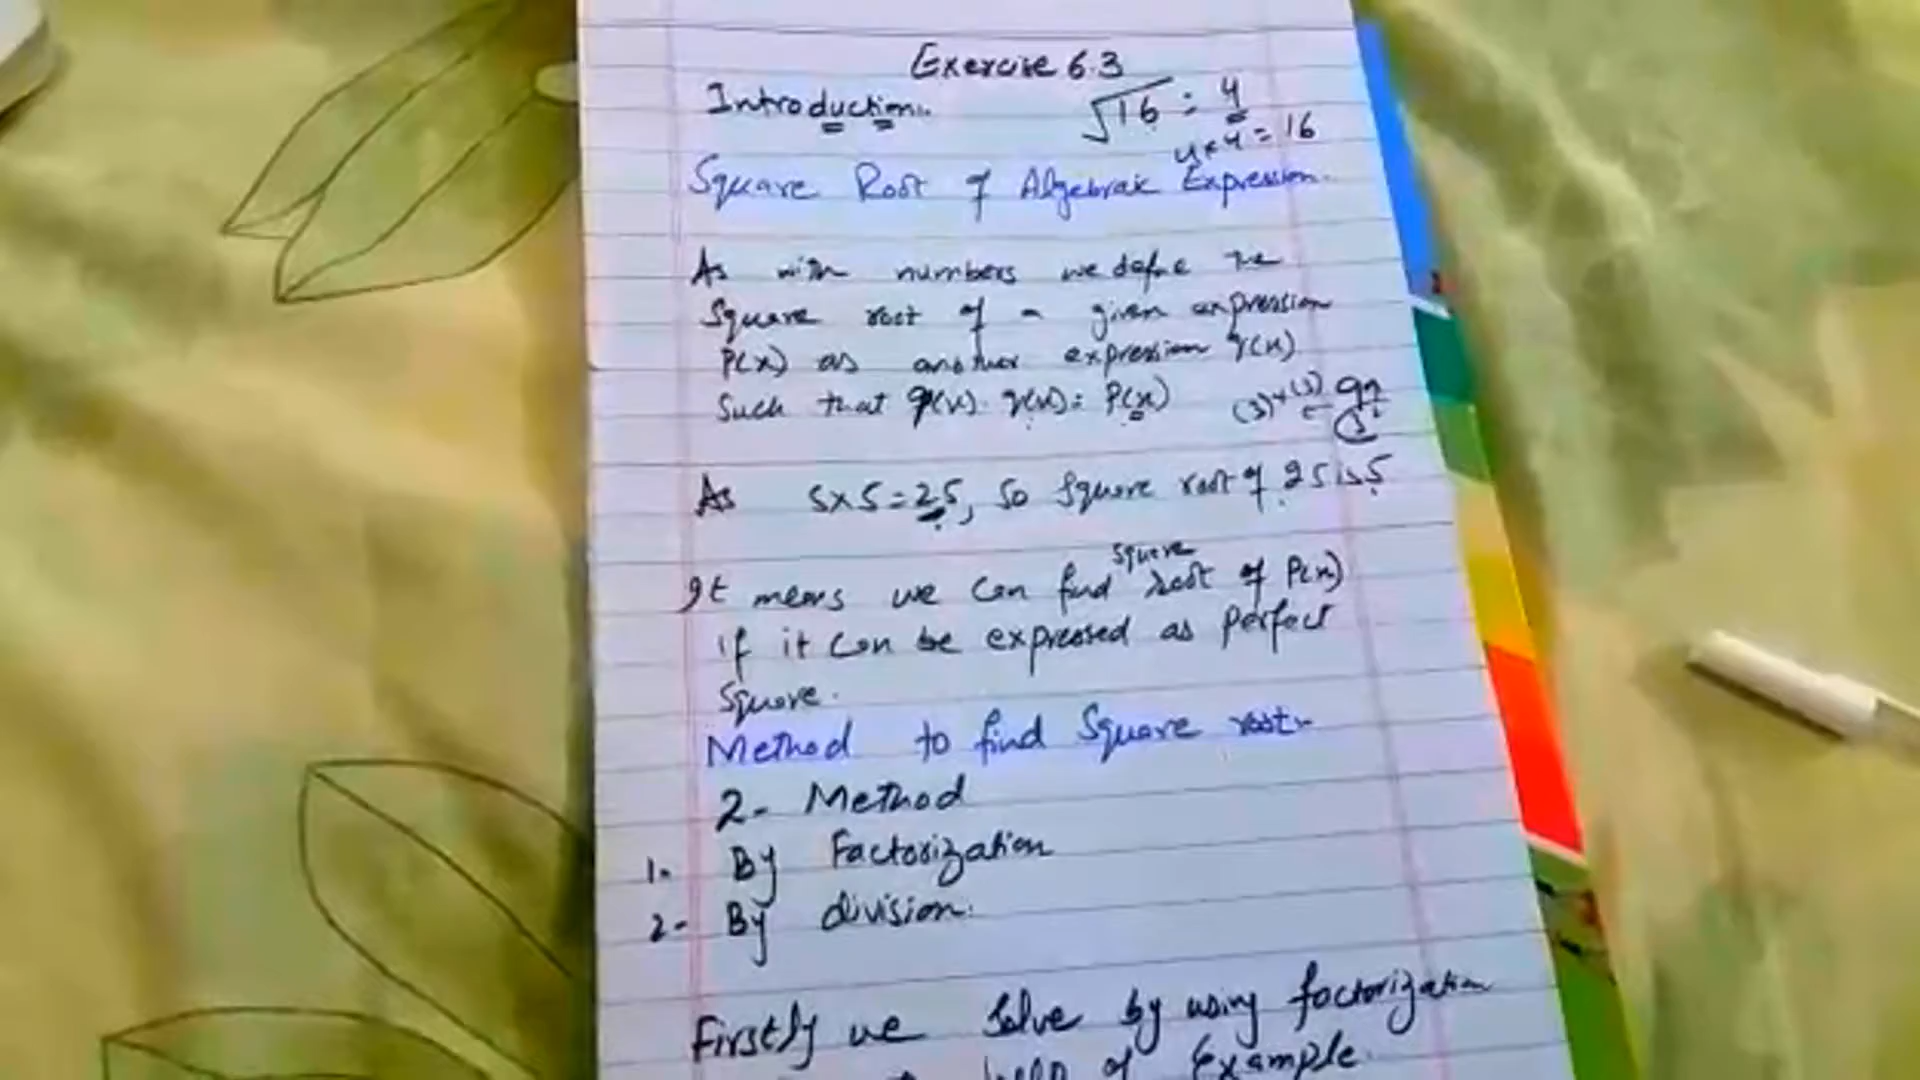 Exercise 6.3
Introduction.
√16 = 4
4×4 = 16
Square Root of Algebraic Expression.
As with numbers we define the
Square root of a given expression
P(x) as another expression q(x)
Such that q(x). q(x) = P(x)
As 5×5=25, So Square root of 25 is 5
It means we can find square root of P(x)
if it can be expressed as perfect
Square.
Method to find Square root
2- Method
1. By Factorization
2- By division.
Firstly we Solve by using factorization
help of Example.